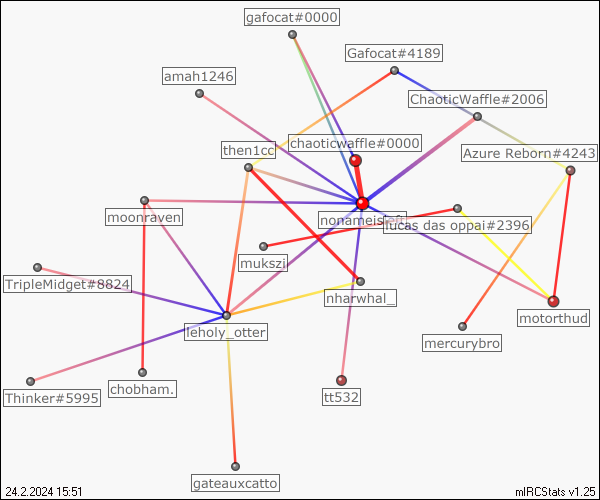 gafocat#0000
Gafocat#4189
amah1246
ChaoticWaffle#2006
chaoticwaffle#0000
then1cc
Azure Reborn#4243
moonraven
lucas das oppai#2396
mukszi
TripleMidget#8824
nharwhal_
motorthud
leholy_otter
mercurybro
chobham.
Thinker#5995
tt532
gateauxcatto
24.2.2024 15:51
mIRCStats v1.25